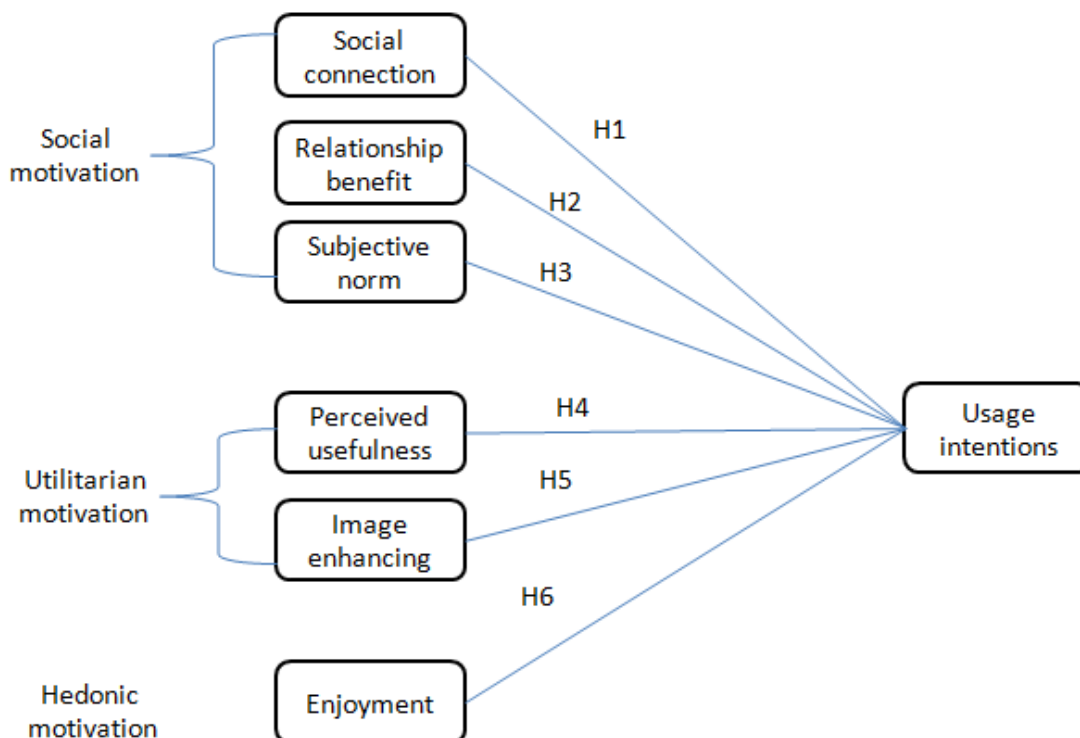 Social
motivation
Social
connection
Relationship
benefit
Subjective
norm
H1
H2
H3
Utilitarian
motivation
Perceived
usefulness
Image
enhancing
H4
H5
H6
Usage
intentions
Hedonic
motivation
Enjoyment